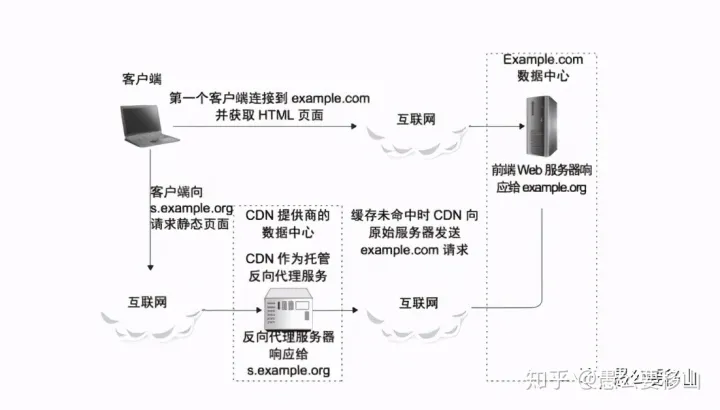 客户端
第一个客户端连接到 example.com
并获取 HTML 页面
互联网
Example.com
数据中心
前端 Web 服务器响
应给 example.org
客户端向
s.example.org
请求静态页面
CDN 提供商的
数据中心
CDN 作为托管
反向代理服务
缓存未命中时 CDN 向
原始服务器发送
example.com 请求
互联网
反向代理服务器
响应给
s.example.org
互联网
知乎 @愚公要移山